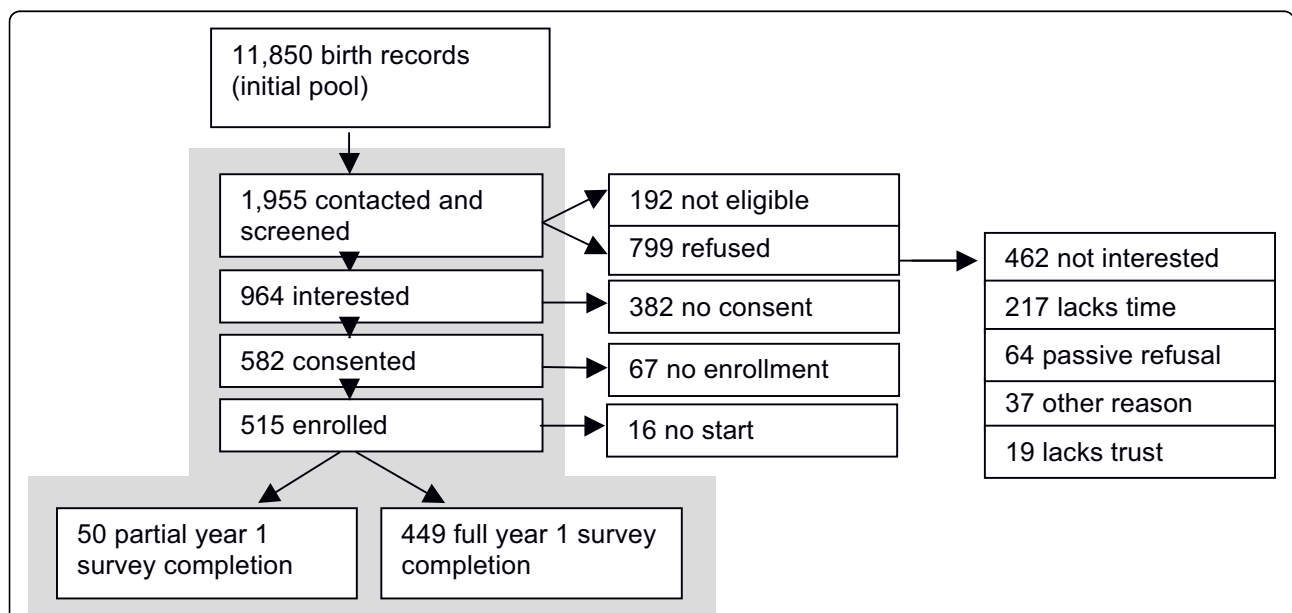 11,850 birth records
(initial pool)
1,955 contacted and
screened
192 not eligible
799 refused
462 not interested
217 lacks time
64 passive refusal
37 other reason
19 lacks trust
964 interested
382 no consent
582 consented
67 no enrollment
515 enrolled
16 no start
50 partial year 1
survey completion
449 full year 1 survey
completion